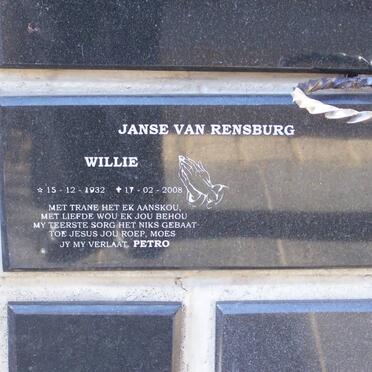 JANSE VAN RENSBURG
WILLIE
☆ 15 - 12 - 1932 ✝ 17 - 02 - 2008
MET TRANE HET EK AANSKOU,
MET LIEFDE WOU EK JOU BEHOU
MY TEERSTE SORG HET NIKS GEBAAT
TOE JESUS JOU ROEP, MOES
JY MY VERLAAT. PETRO